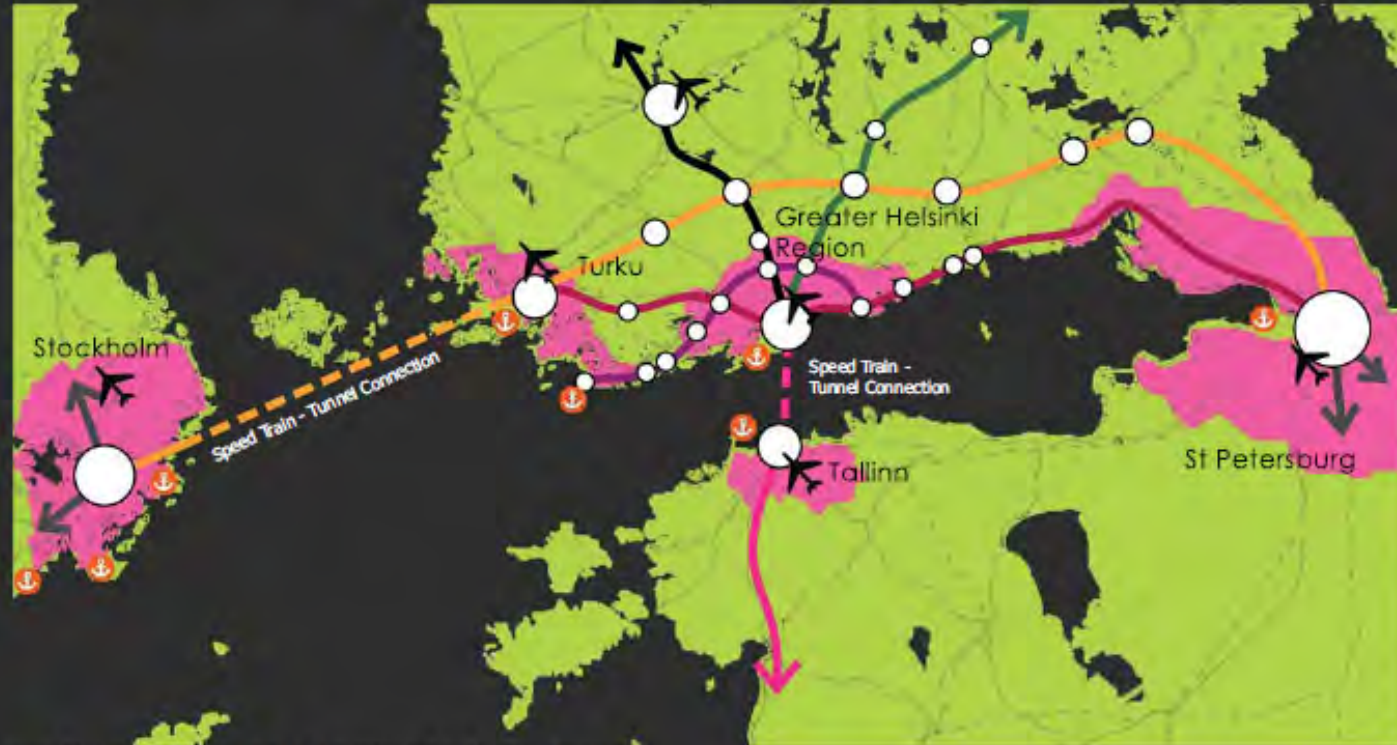 Greater Helsinki
Region
Turku
Stockholm
Speed Train - Tunnel Connection
Speed Train -
Tunnel Connection
Tallinn
St Petersburg